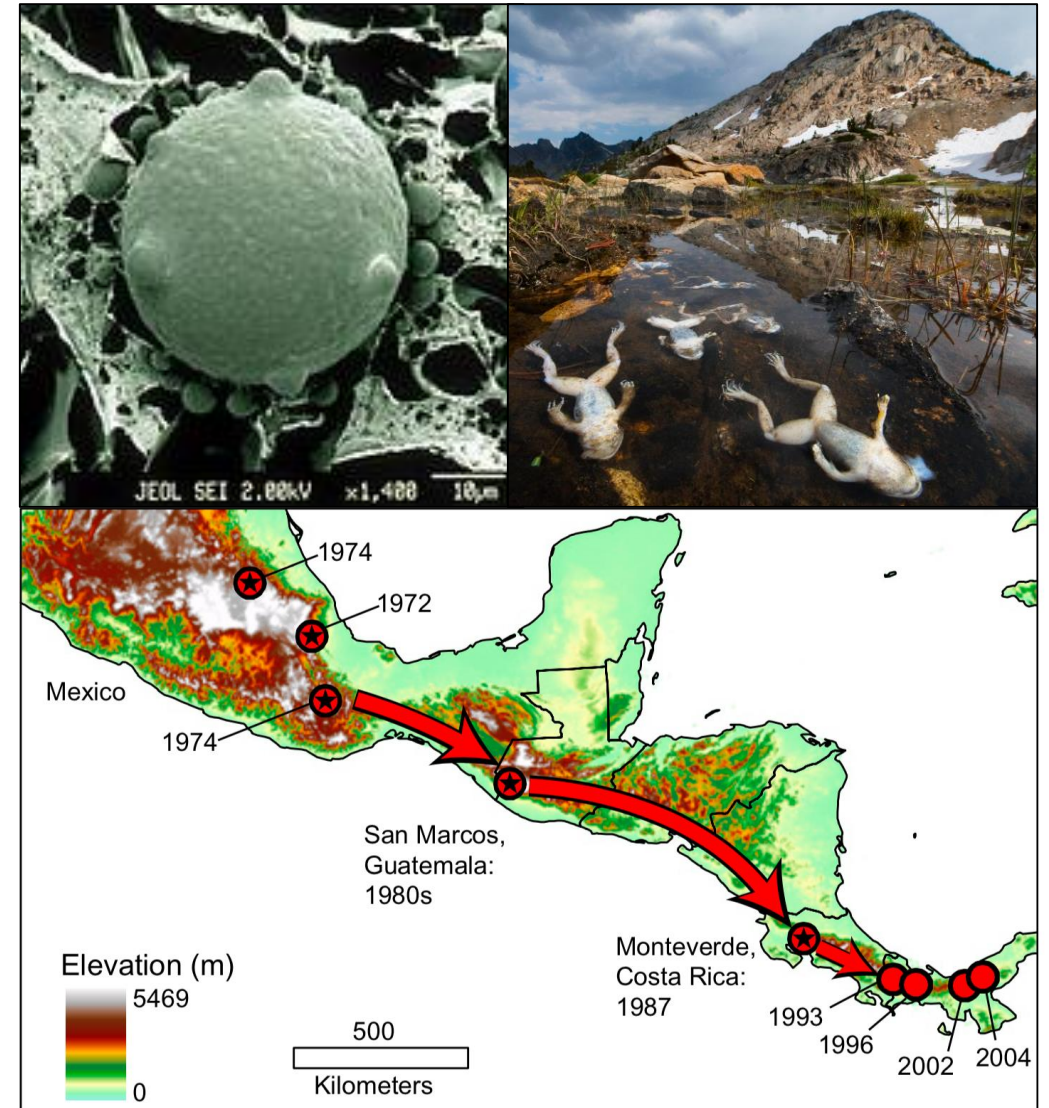 JEOL SEI 2.00kV ×1,400 10µm
1974
1972
Mexico
1974
San Marcos,
Guatemala:
1980s
Monteverde,
Costa Rica:
1987
1993
1996
2002
2004
Elevation (m)
5469
0
500
Kilometers